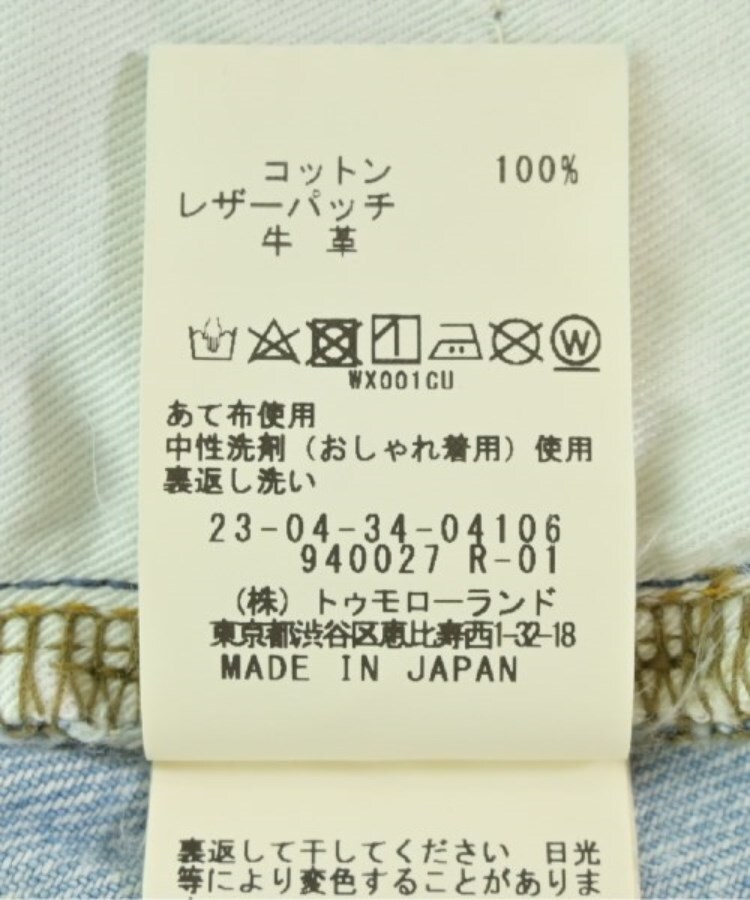 コットン 100%
レザーパッチ
牛 革
W
WX001CU
あて布使用
中性洗剤（おしゃれ着用）使用
裏返し洗い
23-04-34-04106
940027 R-01
（株）トゥモローランド
東京都渋谷区恵比寿西1-32-18
MADE IN JAPAN
裏返して干してください 日光
等により変色することがありま